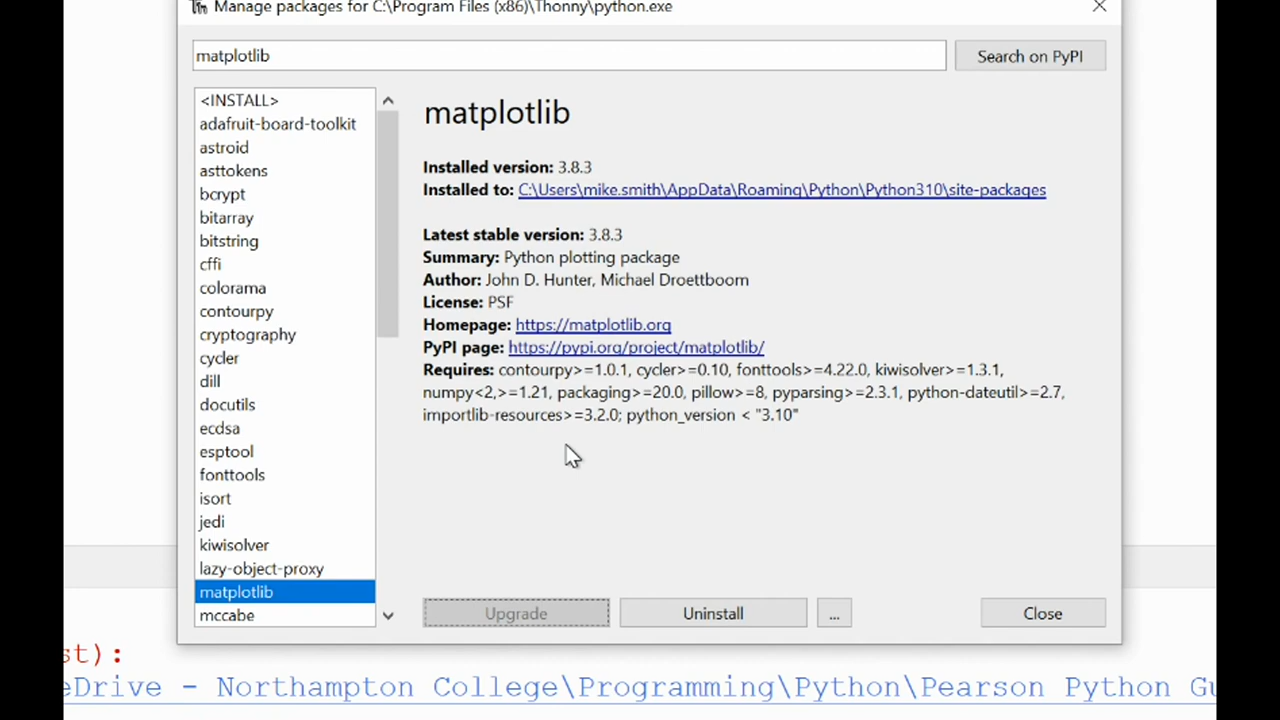 Manage packages for C:\Program Files (x86)\Thonny\python.exe
matplotlib
Search on PyPI
<INSTALL>
adafruit-board-toolkit
astroid
asttokens
bcrypt
bitarray
bitstring
cffi
colorama
contourpy
cryptography
cycler
dill
docutils
ecdsa
esptool
fonttools
isort
jedi
kiwisolver
lazy-object-proxy
matplotlib
mccabe
matplotlib
Installed version: 3.8.3
Installed to: C:\Users\mike.smith\AppData\Roaming\Python\Python310\site-packages
Latest stable version: 3.8.3
Summary: Python plotting package
Author: John D. Hunter, Michael Droettboom
License: PSF
Homepage: https://matplotlib.org
PyPI page: https://pypi.org/project/matplotlib/
Requires: contourpy>=1.0.1, cycler>=0.10, fonttools>=4.22.0, kiwisolver>=1.3.1,
numpy<2,>=1.21, packaging>=20.0, pillow>=8, pyparsing>=2.3.1, python-dateutil>=2.7,
importlib-resources>=3.2.0; python_version < "3.10"
Upgrade
Uninstall
...
Close
st):
eDrive - Northampton College\Programming\Python\Pearson Python Gu